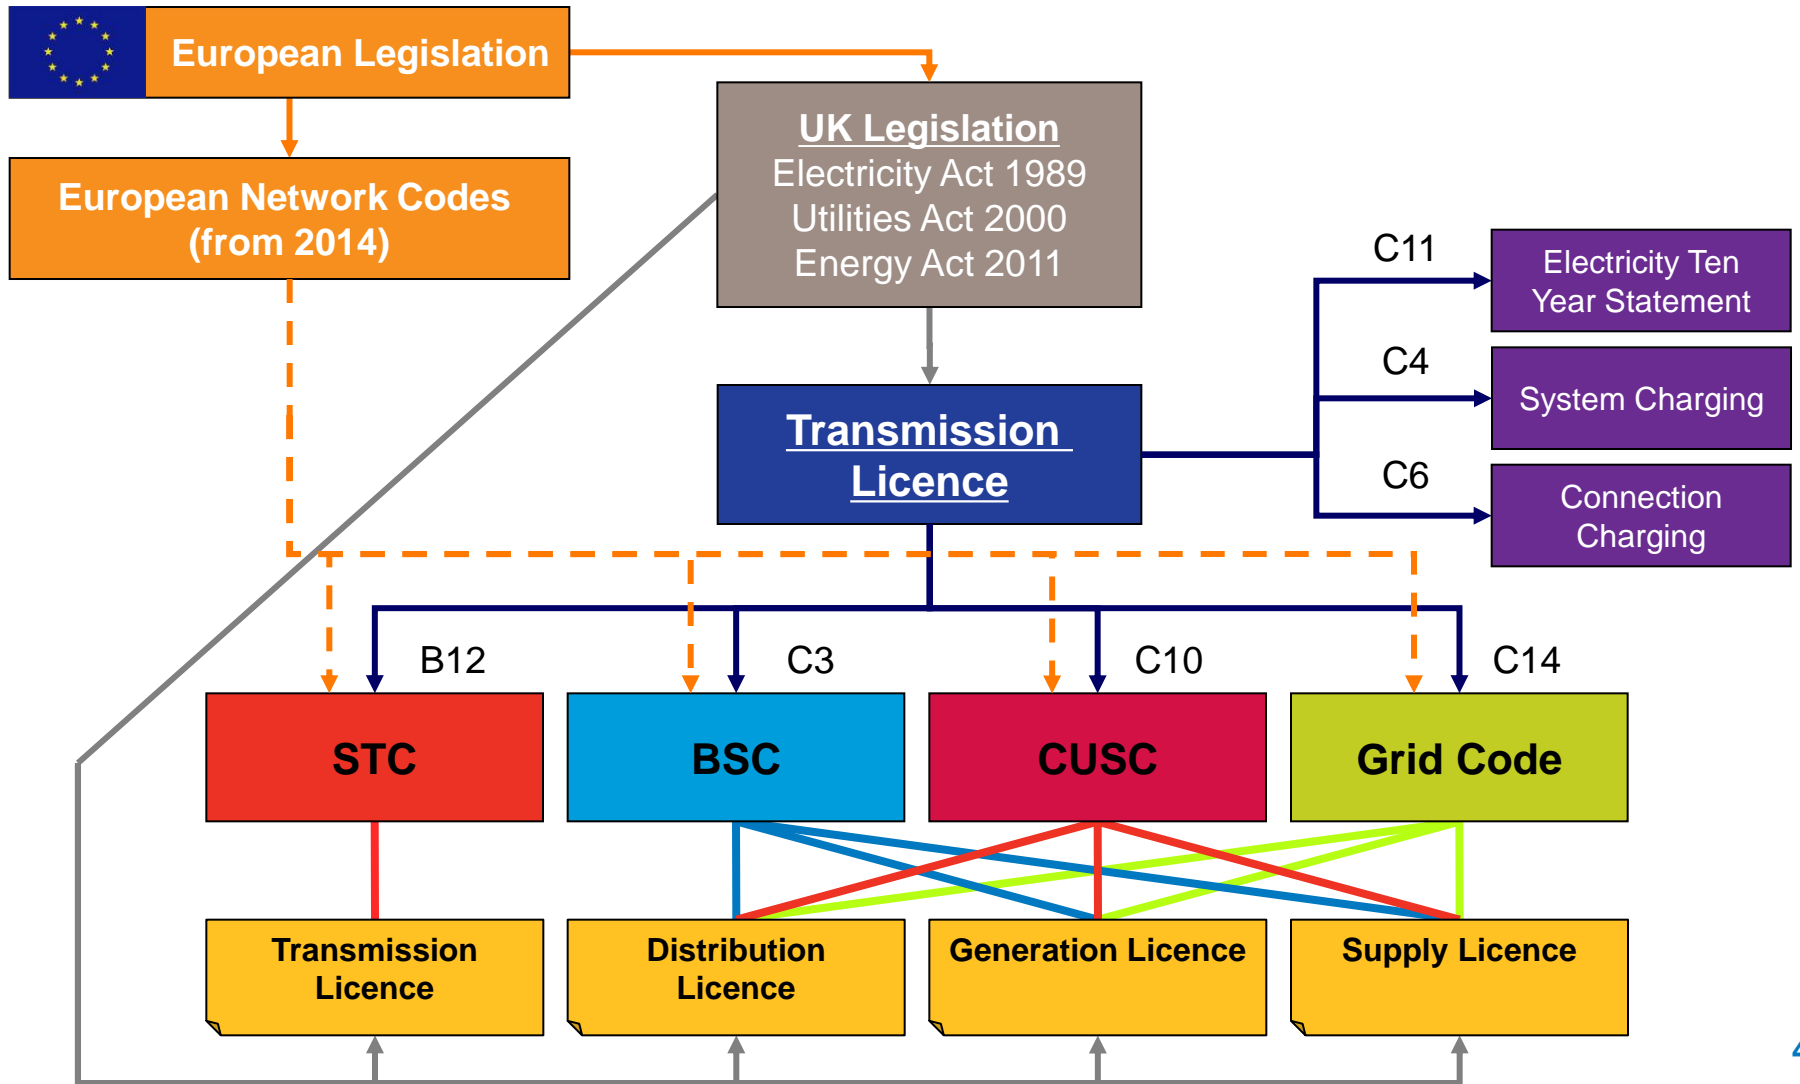 European Legislation
European Network Codes
(from 2014)
UK Legislation
Electricity Act 1989
Utilities Act 2000
Energy Act 2011
Transmission
Licence
C11
Electricity Ten
Year Statement
C4
System Charging
C6
Connection
Charging
B12
C3
C10
C14
STC
BSC
CUSC
Grid Code
Transmission
Licence
Distribution
Licence
Generation Licence
Supply Licence
4